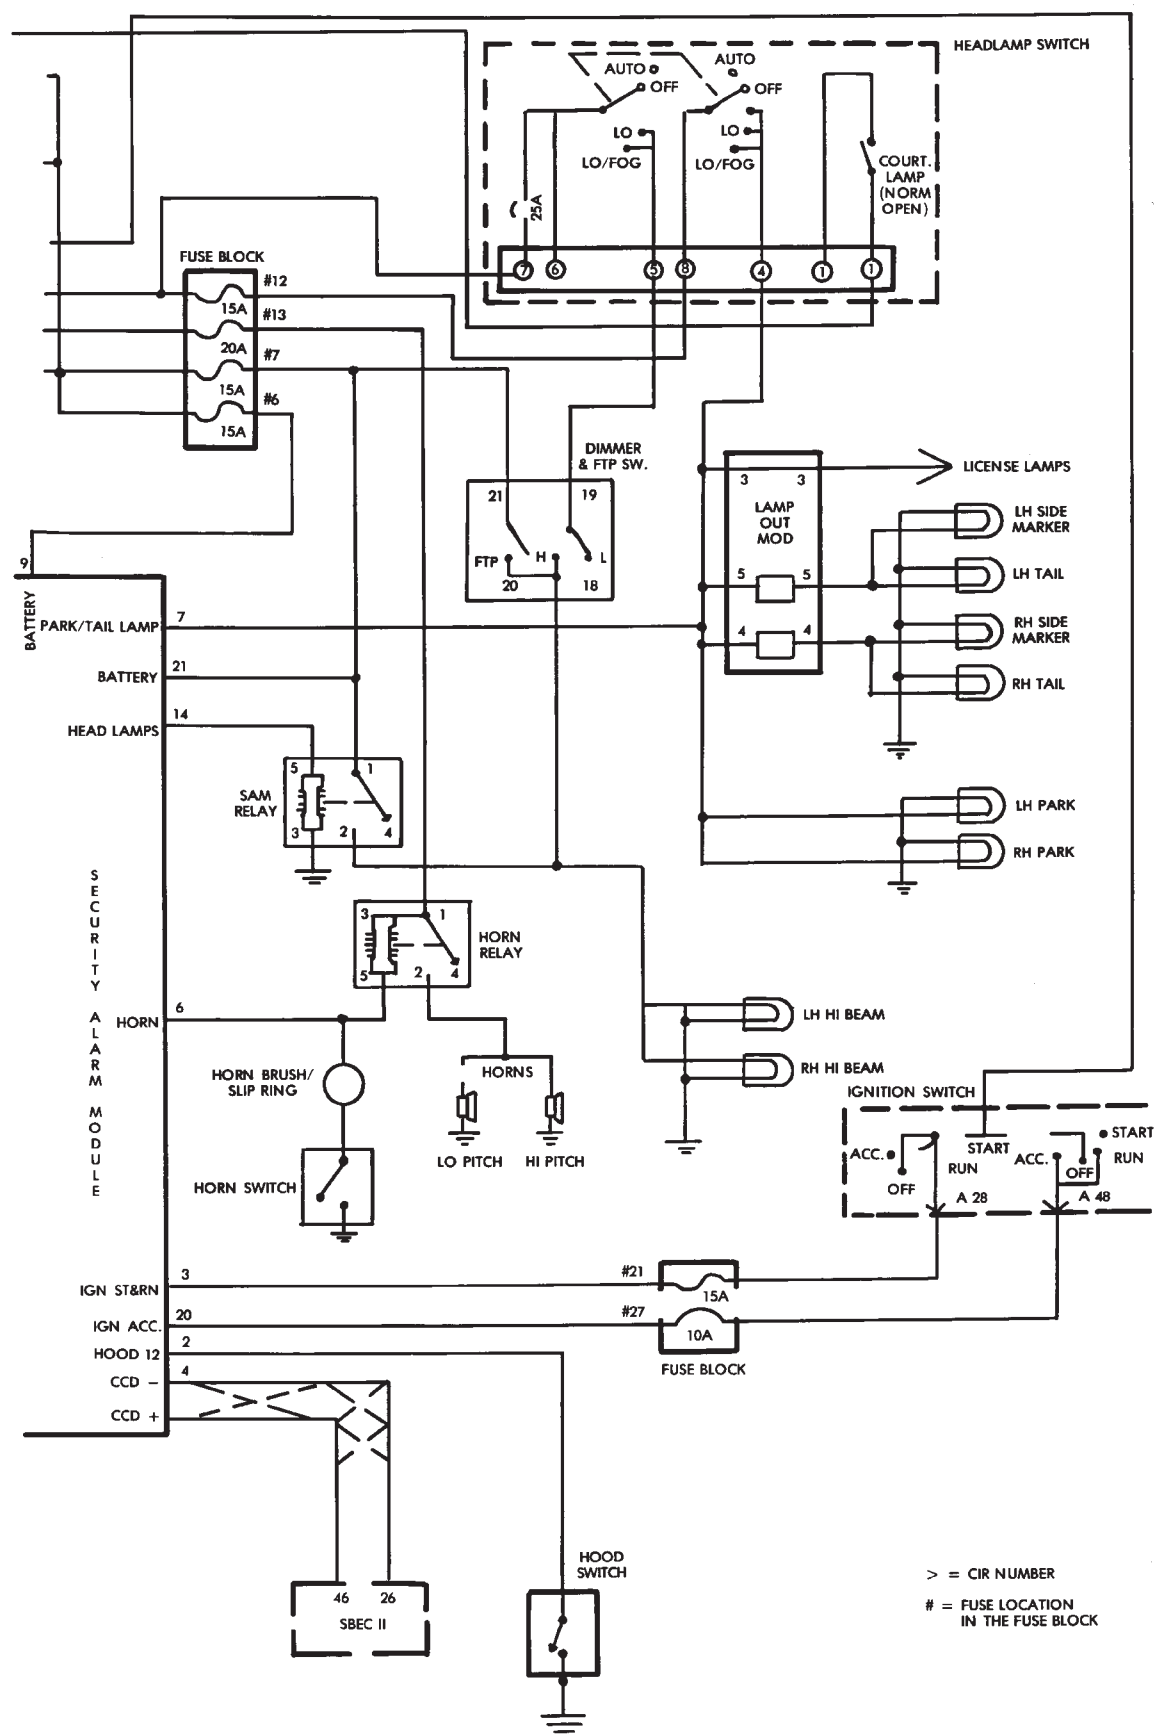 HEADLAMP SWITCH
AUTO
OFF
AUTO
OFF
LO
LO/FOG
LO
LO/FOG
COURT.
LAMP
(NORM
OPEN)
25A
7
6
5
8
4
1
1
FUSE BLOCK
#12
15A
#13
20A
#7
15A
#6
15A
DIMMER
& FTP SW.
21
19
FTP
H
L
20
18
3
3
LAMP
OUT
MOD
5
5
4
4
LICENSE LAMPS
LH SIDE
MARKER
LH TAIL
RH SIDE
MARKER
RH TAIL
LH PARK
RH PARK
9
BATTERY
PARK/TAIL LAMP
7
BATTERY
21
HEAD LAMPS
14
SAM
RELAY
5
1
3
2
4
SECURITY ALARM MODULE
HORN
RELAY
3
1
5
2
4
HORN
6
HORN BRUSH/
SLIP RING
HORNS
LO PITCH
HI PITCH
HORN SWITCH
LH HI BEAM
RH HI BEAM
IGNITION SWITCH
ACC.
OFF
RUN
START
ACC.
OFF
START
RUN
A 28
A 48
IGN ST&RN
3
#21
15A
IGN ACC.
20
#27
10A
FUSE BLOCK
HOOD 12
2
CCD -
4
CCD +
46
26
SBEC II
HOOD
SWITCH
> = CIR NUMBER
# = FUSE LOCATION
IN THE FUSE BLOCK